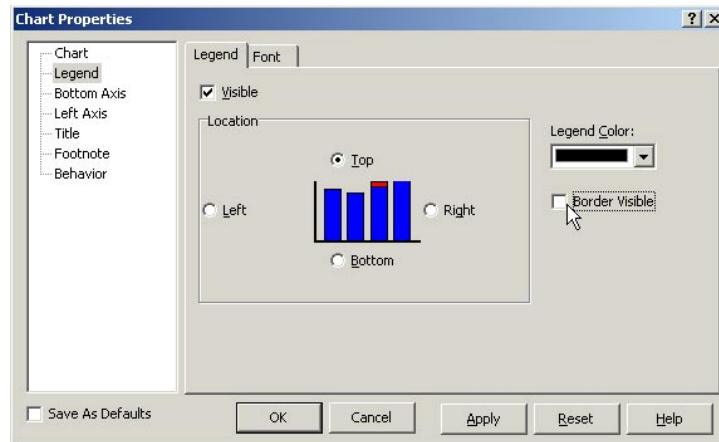 Chart Properties
Chart
Legend
Bottom Axis
Left Axis
Title
Footnote
Behavior
Legend
Font
Visible
Location
Top
Left
Right
Bottom
Legend Color:
Border Visible
Save As Defaults
OK
Cancel
Apply
Reset
Help